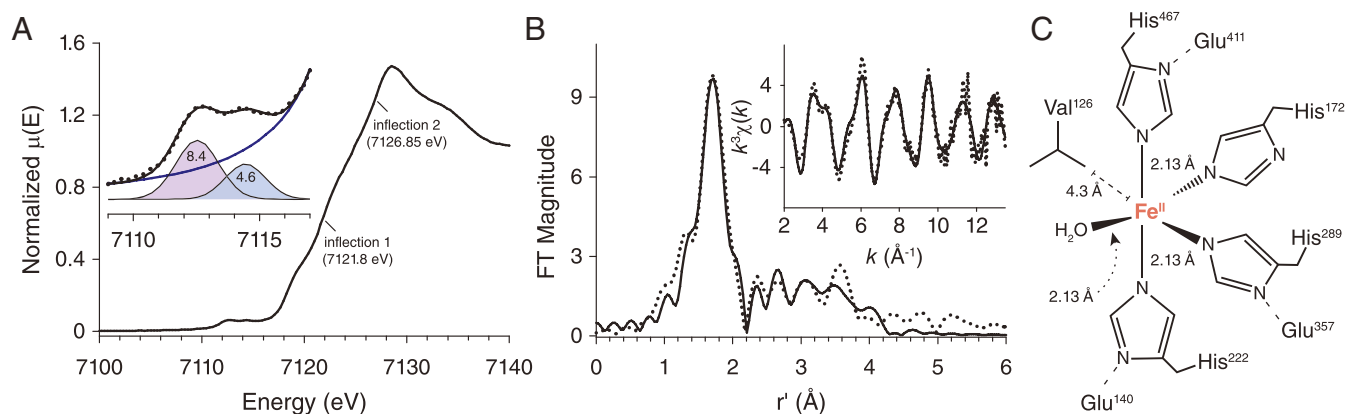 A
Normalized μ(E)
1.6
1.2
0.8
0.4
0
7100
7110
7120
7130
7140
Energy (eV)
inflection 2
(7126.85 eV)
inflection 1
(7121.8 eV)
8.4
4.6
7110
7115
B
FT Magnitude
9
6
3
0
0
1
2
3
4
5
6
r' (Å)
k³χ(k)
4
0
-4
2
4
6
8
10
12
k (Å⁻¹)
C
His⁴⁶⁷
Glu⁴¹¹
N
Val¹²⁶
His¹⁷²
N
N
2.13 Å
N
4.3 Å
Feᴵᴵ
H₂O
N
His²⁸⁹
2.13 Å
2.13 Å
N
N
Glu³⁵⁷
N
His²²²
Glu¹⁴⁰